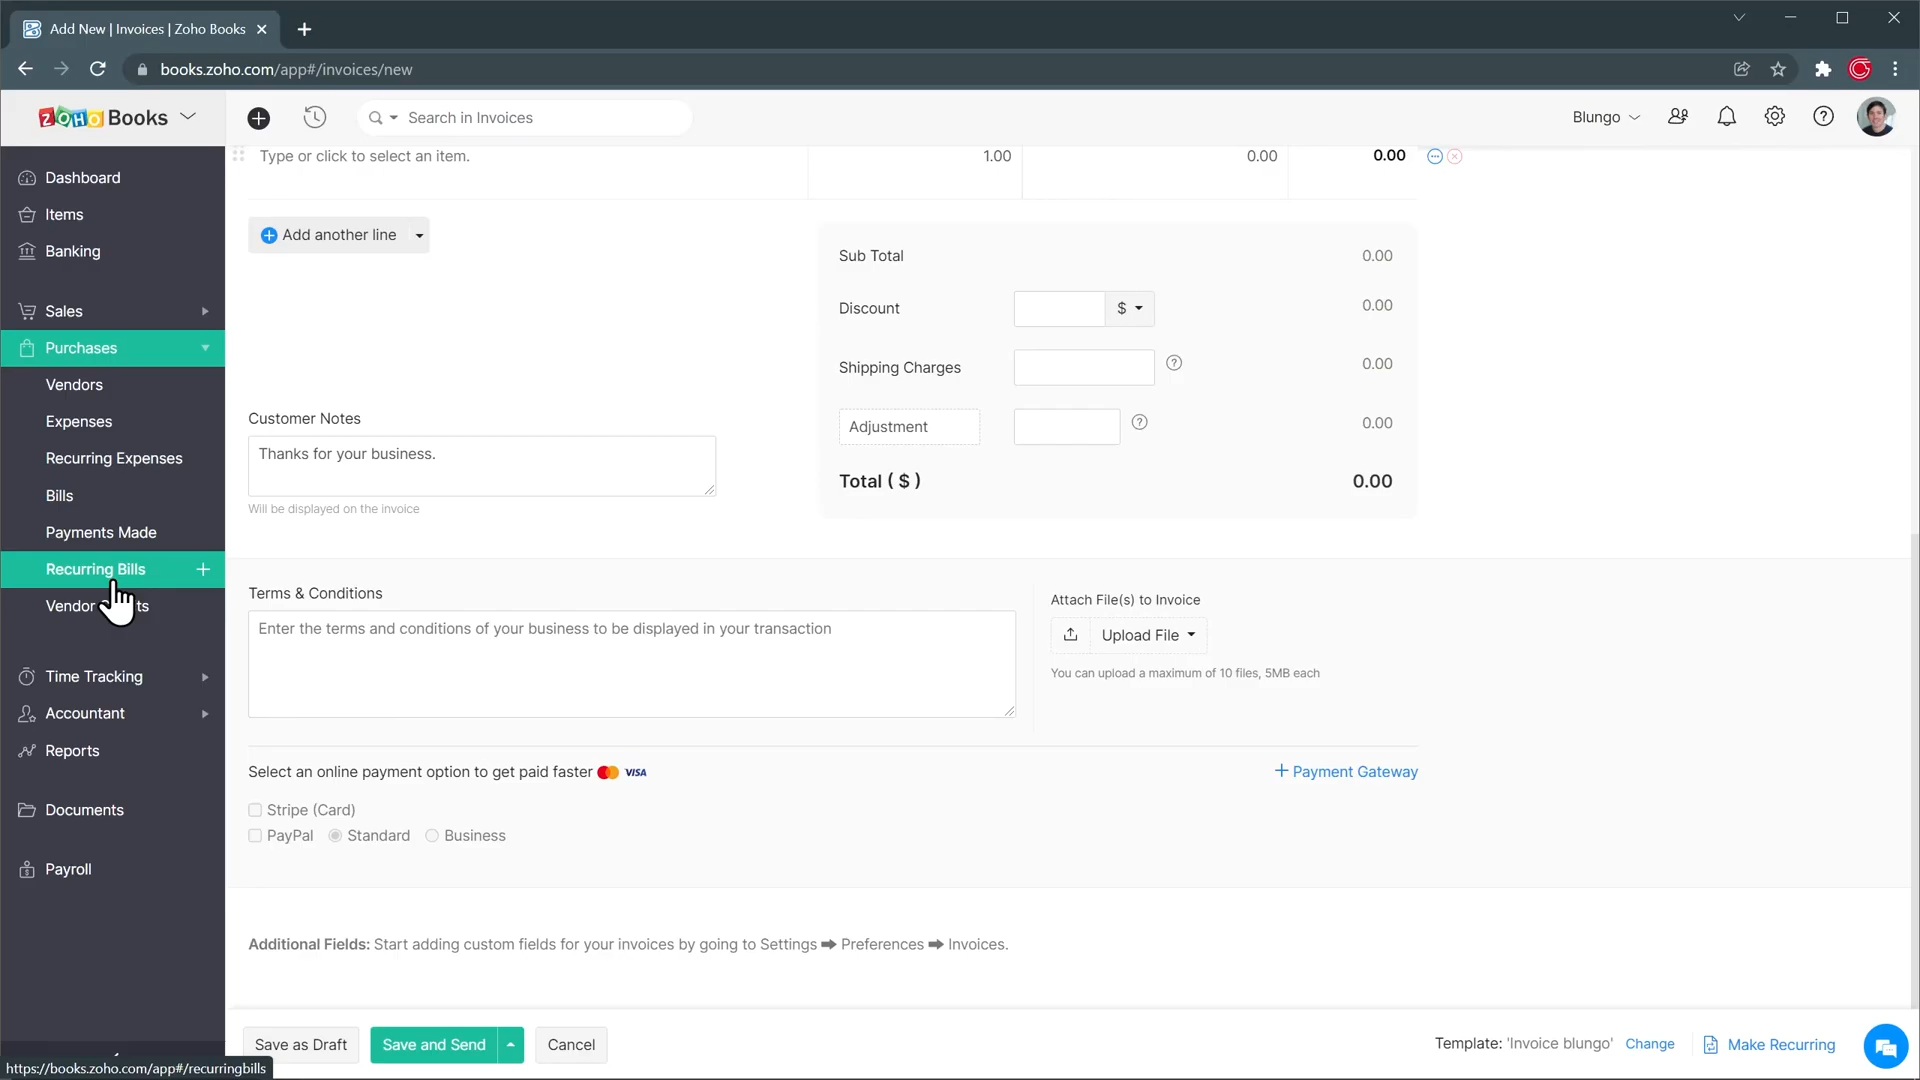 Add New | Invoices | Zoho Books
books.zoho.com/app#/invoices/new
ZOHO Books
Search in Invoices
Blungo
Dashboard
Items
Banking
Sales
Purchases
Vendors
Expenses
Recurring Expenses
Bills
Payments Made
Recurring Bills
Vendor
Time Tracking
Accountant
Reports
Documents
Payroll
https://books.zoho.com/app#/recurringbills
Type or click to select an item.
1.00
0.00
0.00
Add another line
Sub Total
0.00
Discount
$
0.00
Shipping Charges
0.00
Adjustment
0.00
Total ( $ )
0.00
Customer Notes
Thanks for your business.
Will be displayed on the invoice
Terms & Conditions
Enter the terms and conditions of your business to be displayed in your transaction
Attach File(s) to Invoice
Upload File
You can upload a maximum of 10 files, 5MB each
Select an online payment option to get paid faster VISA
+ Payment Gateway
Stripe (Card)
PayPal Standard Business
Additional Fields: Start adding custom fields for your invoices by going to Settings ➡ Preferences ➡ Invoices.
Save as Draft
Save and Send
Cancel
Template: 'Invoice blungo' Change
Make Recurring